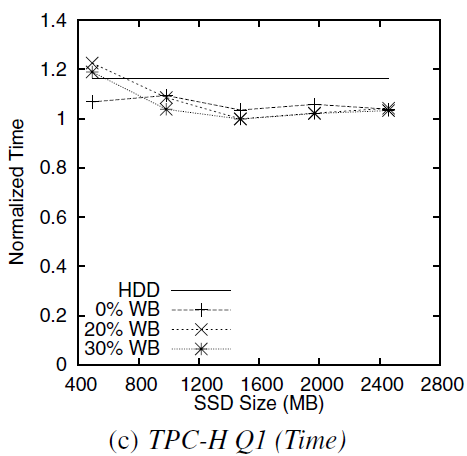 1.4
1.2
1
0.8
0.6
0.4
0.2
0
Normalized Time
HDD
0% WB
20% WB
30% WB
400 800 1200 1600 2000 2400 2800
SSD Size (MB)
(c) TPC-H Q1 (Time)